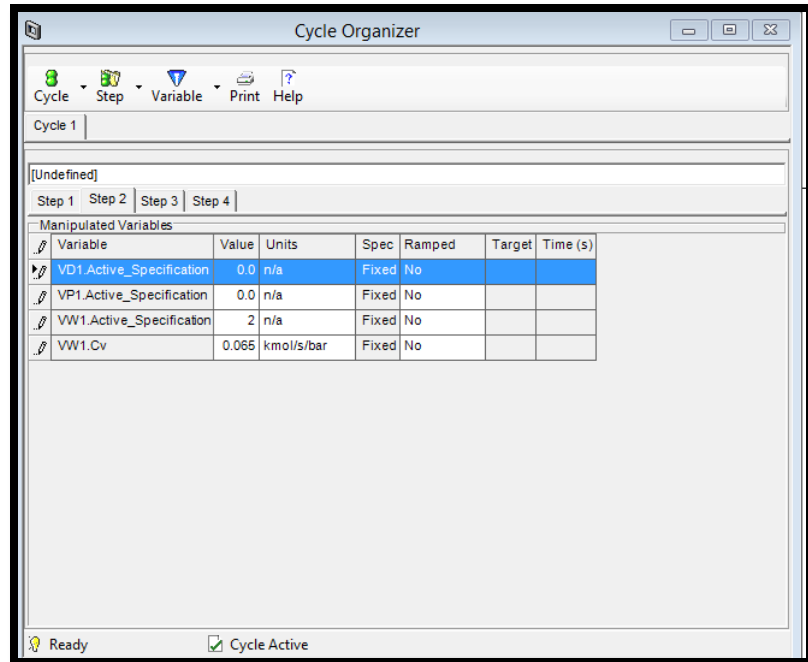 Cycle Organizer
Cycle Step Variable Print Help
Cycle 1
[Undefined]
Step 1 Step 2 Step 3 Step 4
Manipulated Variables
Variable Value Units Spec Ramped Target Time (s)
VD1.Active_Specification 0.0 n/a Fixed No
VP1.Active_Specification 0.0 n/a Fixed No
VW1.Active_Specification 2 n/a Fixed No
VW1.Cv 0.065 kmol/s/bar Fixed No
Ready Cycle Active